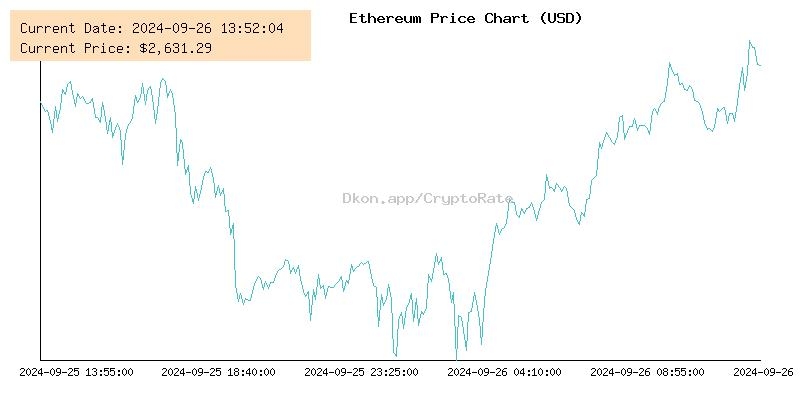 Ethereum Price Chart (USD)
Current Date: 2024-09-26 13:52:04
Current Price: $2,631.29
Dkon.app/CryptoRate
2024-09-25 13:55:00 2024-09-25 18:40:00 2024-09-25 23:25:00 2024-09-26 04:10:00 2024-09-26 08:55:00 2024-09-26